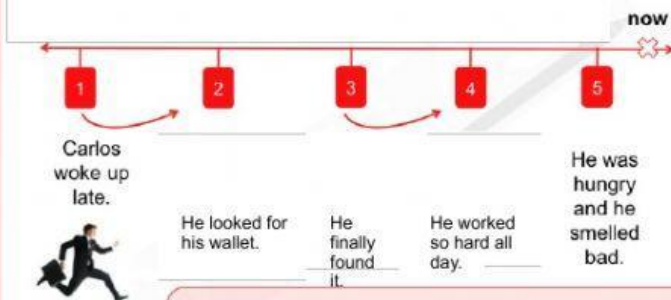 now
1
2
3
4
5
Carlos
woke up
late.
He looked for
his wallet.
He
finally
found
it.
He worked
so hard all
day.
He was
hungry
and he
smelled
bad.